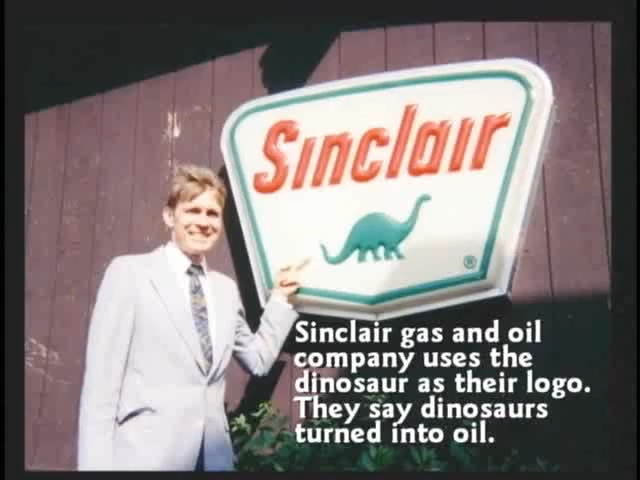 Sinclair
®
Sinclair gas and oil
company uses the
dinosaur as their logo.
They say dinosaurs
turned into oil.